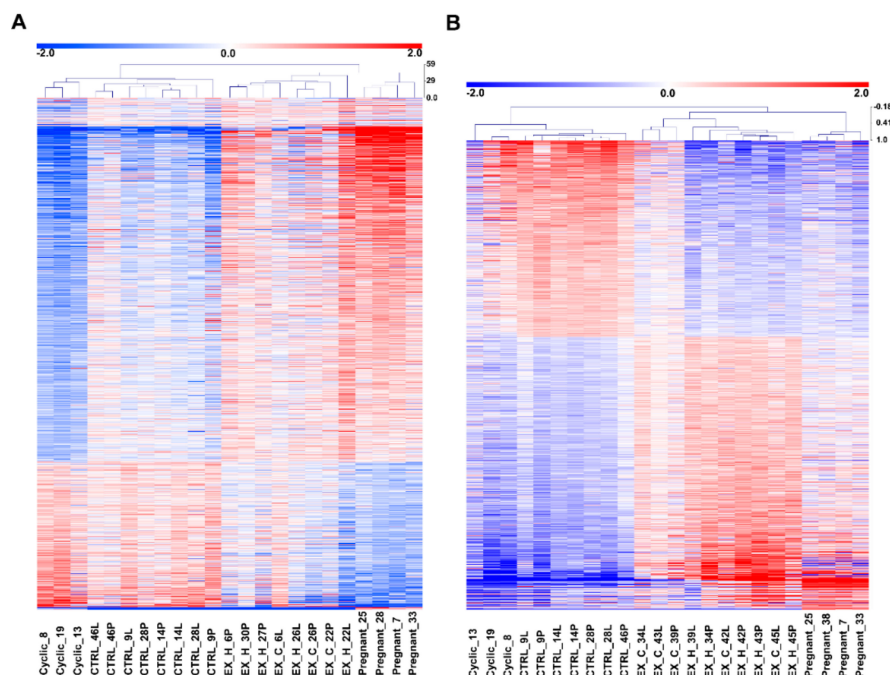 A
-2.0 0.0 2.0
59
29
0.0
Cyclic_8
Cyclic_19
Cyclic_13
CTRL_46L
CTRL_46P
CTRL_9L
CTRL_28P
CTRL_14P
CTRL_14L
CTRL_28L
CTRL_9P
EX_H_6P
EX_H_30P
EX_H_27P
EX_C_6L
EX_H_26L
EX_C_26P
EX_C_22P
EX_H_22L
Pregnant_25
Pregnant_28
Pregnant_7
Pregnant_33
B
-2.0 0.0 2.0
0.41
1.0
Cyclic_13
Cyclic_19
Cyclic_8
CTRL_9L
CTRL_9P
CTRL_14L
CTRL_14P
CTRL_28P
CTRL_28L
CTRL_46P
EX_C_34L
EX_C_43L
EX_C_39P
EX_H_39L
EX_H_34P
EX_C_42L
EX_H_42P
EX_H_43P
EX_C_45L
EX_H_45P
Pregnant_25
Pregnant_38
Pregnant_7
Pregnant_33